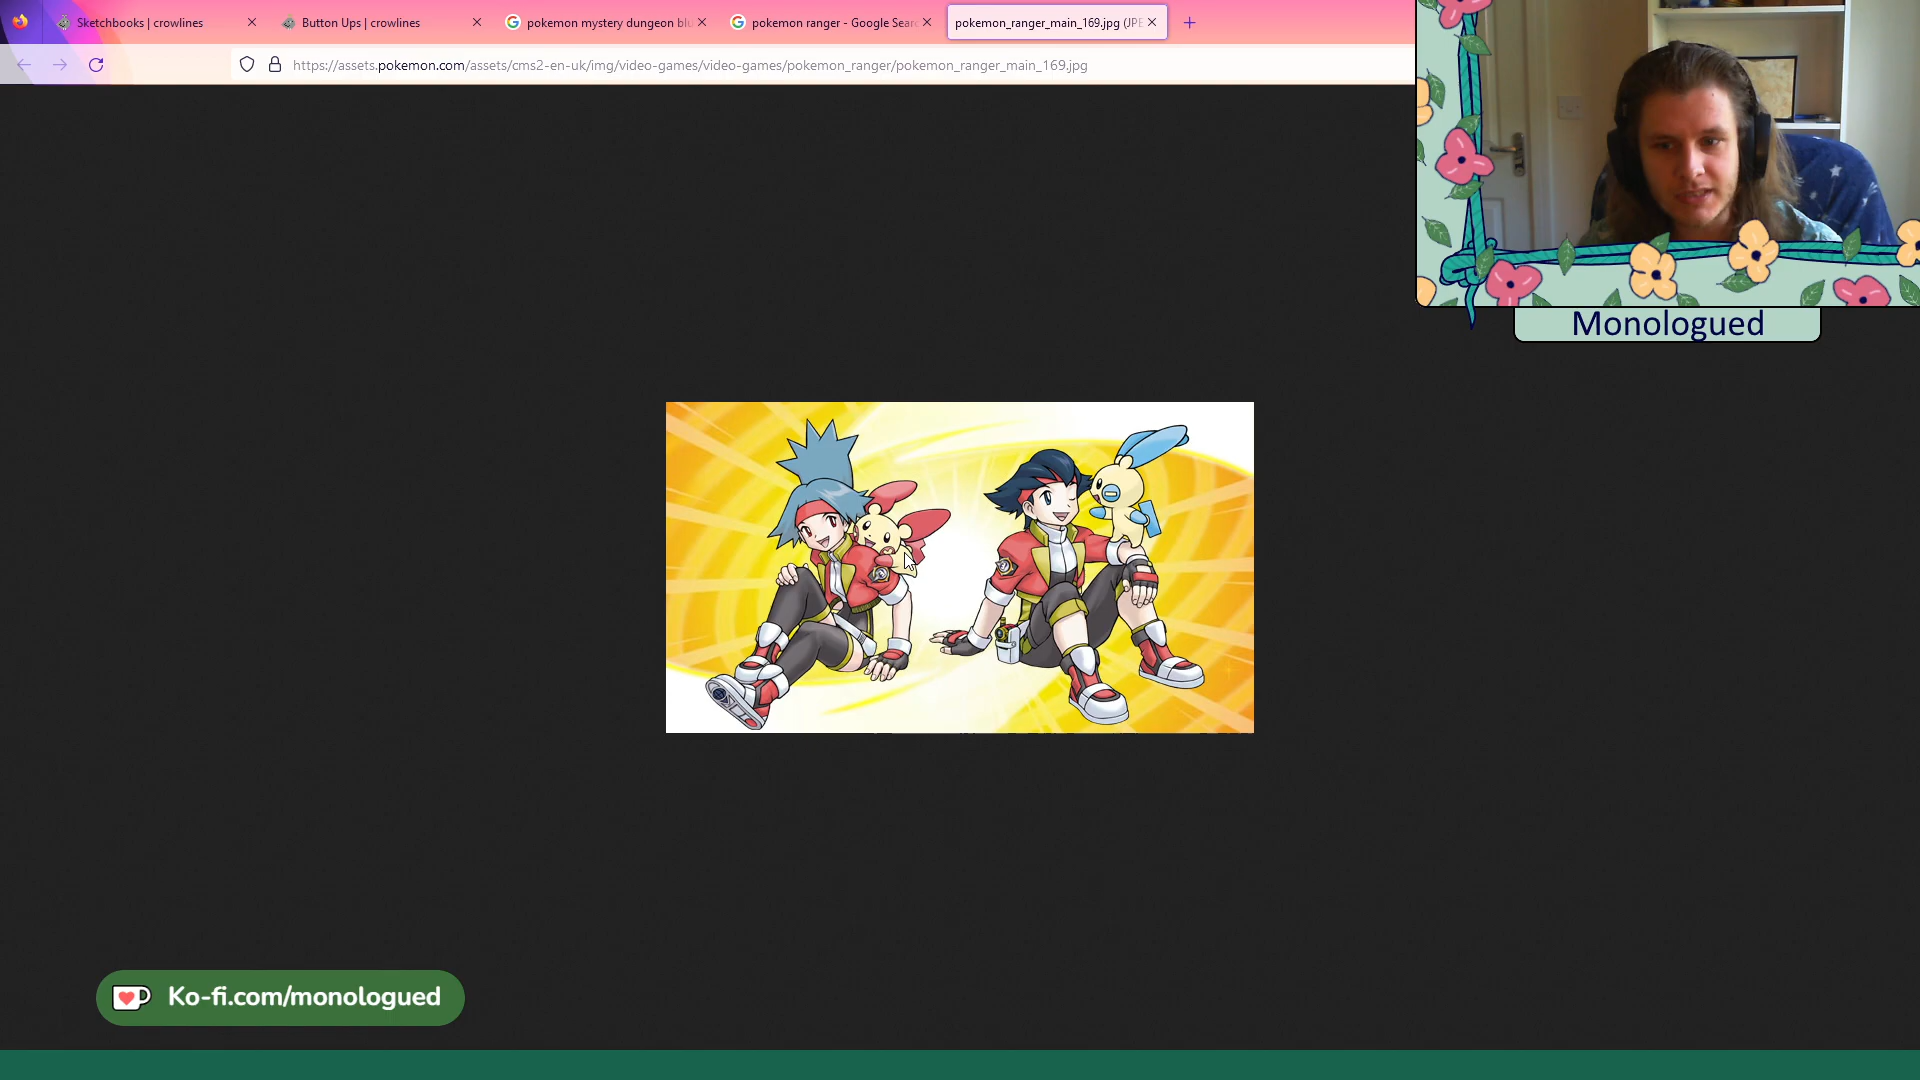 Sketchbooks | crowlines
Button Ups | crowlines
pokemon mystery dungeon blu
pokemon ranger - Google Sear
pokemon_ranger_main_169.jpg (JPE
https://assets.pokemon.com/assets/cms2-en-uk/img/video-games/video-games/pokemon_ranger/pokemon_ranger_main_169.jpg
Monologued
Ko-fi.com/monologued